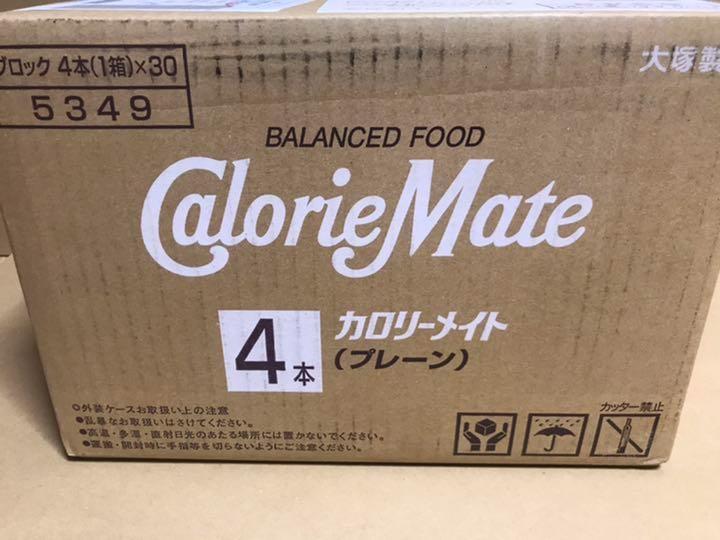 ブロック 4本(1箱)×30
大塚製
5349
BALANCED FOOD
CalorieMate
4本
カロリーメイト
(プレーン)
カッター禁止
◎外装ケースお取扱い上の注意
●乱暴なお取扱いはさけてください。
●高温・多湿・直射日光のあたる場所には置かないでください。
●運搬・開封時に手指等を切らないようにご注意ください。